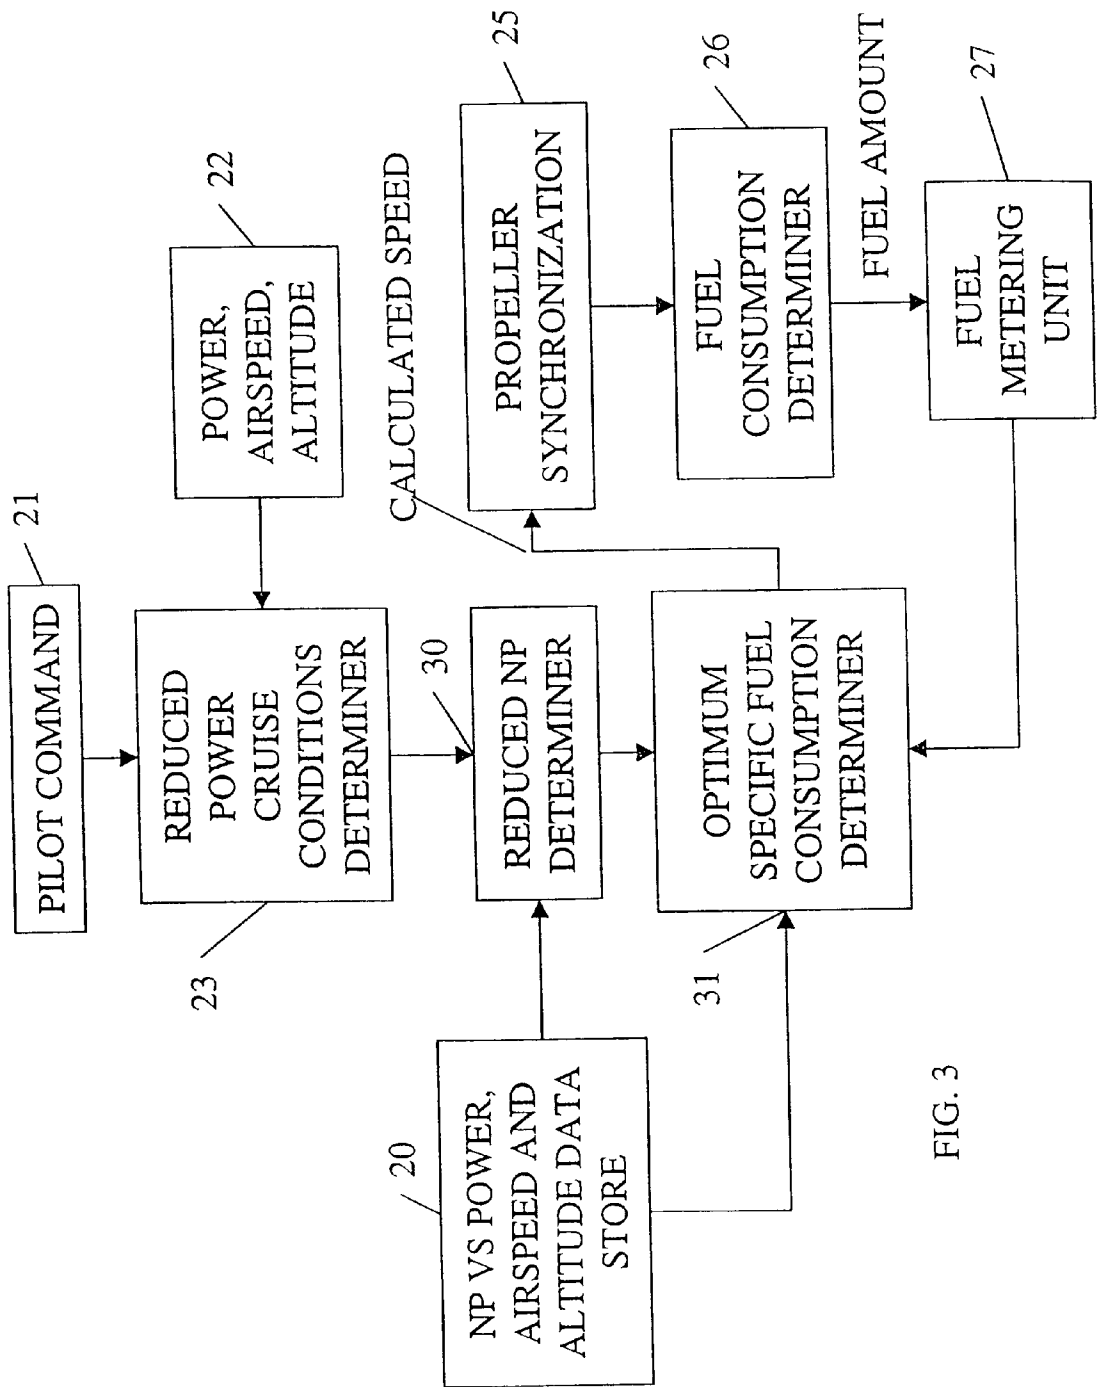 21
PILOT COMMAND
22
POWER,
AIRSPEED,
ALTITUDE
REDUCED
POWER
CRUISE
CONDITIONS
DETERMINER
23
30
REDUCED NP
DETERMINER
20
NP VS POWER,
AIRSPEED AND
ALTITUDE DATA
STORE
31
OPTIMUM
SPECIFIC FUEL
CONSUMPTION
DETERMINER
CALCULATED SPEED
25
PROPELLER
SYNCHRONIZATION
26
FUEL
CONSUMPTION
DETERMINER
FUEL AMOUNT
27
FUEL
METERING
UNIT
FIG. 3